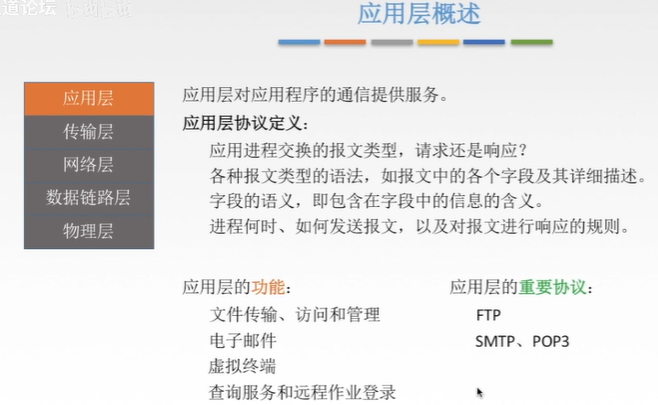 道论坛
应用层概述
应用层
传输层
网络层
数据链路层
物理层
应用层对应用程序的通信提供服务。
应用层协议定义：
应用进程交换的报文类型，请求还是响应？
各种报文类型的语法，如报文中的各个字段及其详细描述。
字段的语义，即包含在字段中的信息的含义。
进程何时、如何发送报文，以及对报文进行响应的规则。
应用层的功能：
文件传输、访问和管理
电子邮件
虚拟终端
查询服务和远程作业登录
应用层的重要协议：
FTP
SMTP、POP3